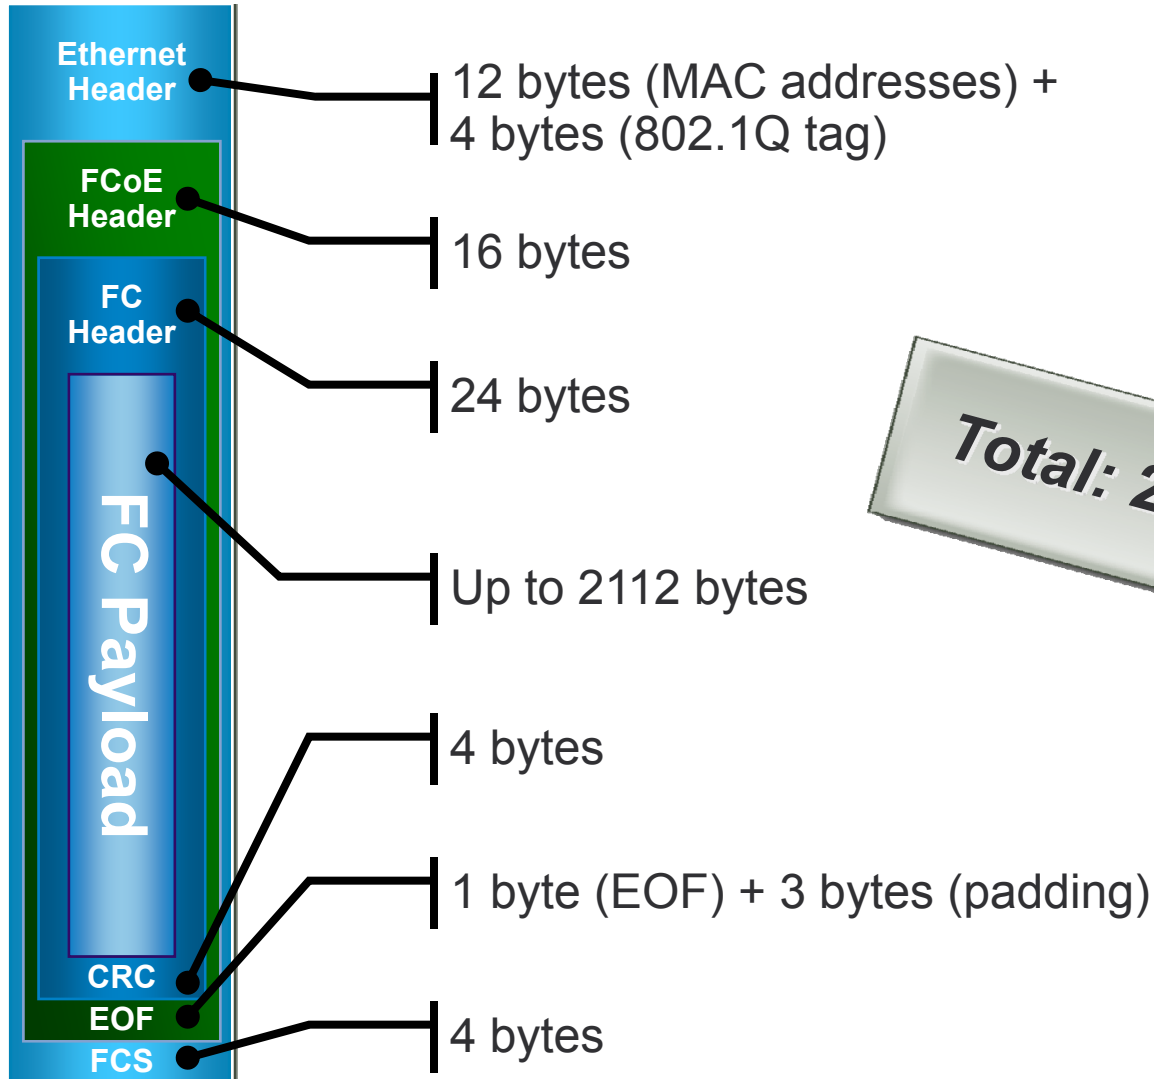 Ethernet
Header
12 bytes (MAC addresses) +
4 bytes (802.1Q tag)
FCoE
Header
16 bytes
FC
Header
24 bytes
Total: 2
FC Payload
Up to 2112 bytes
4 bytes
1 byte (EOF) + 3 bytes (padding)
CRC
EOF
4 bytes
FCS